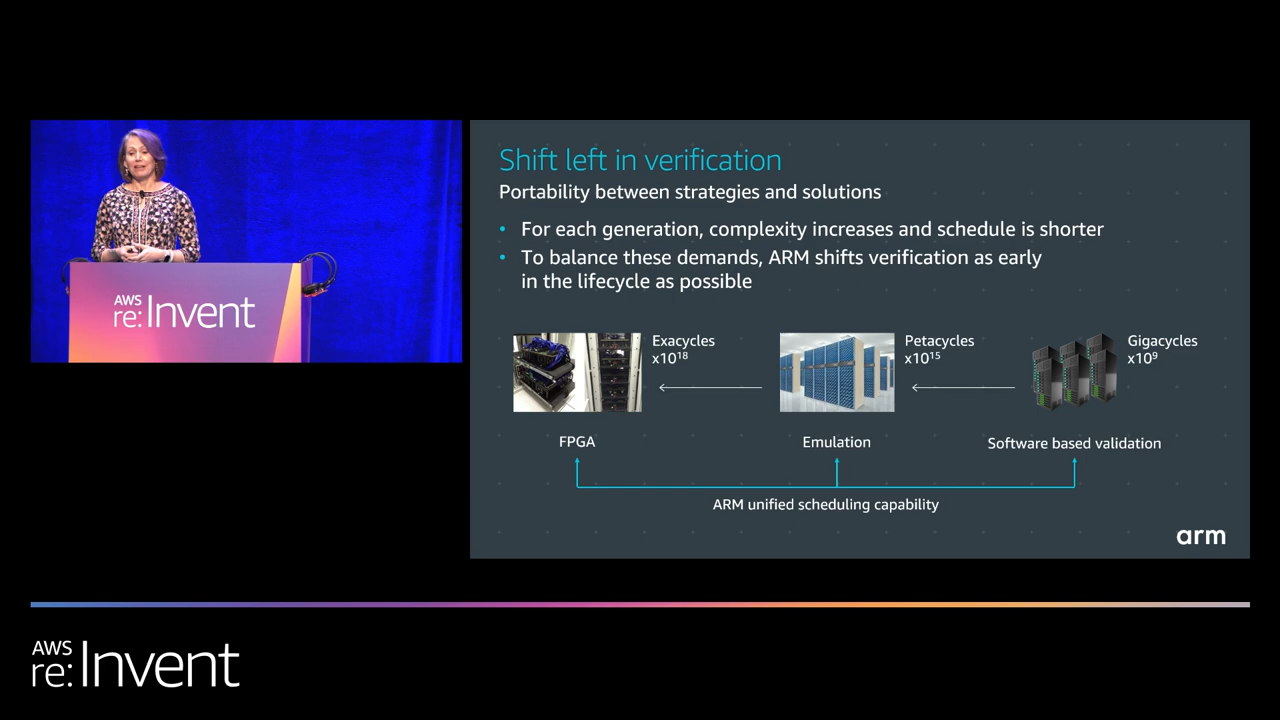 AWS
re:Invent
Shift left in verification
Portability between strategies and solutions
• For each generation, complexity increases and schedule is shorter
• To balance these demands, ARM shifts verification as early
in the lifecycle as possible
Exacycles
x10¹⁸
Petacycles
x10¹⁵
Gigacycles
x10⁹
FPGA
Emulation
Software based validation
ARM unified scheduling capability
arm
AWS
re:Invent